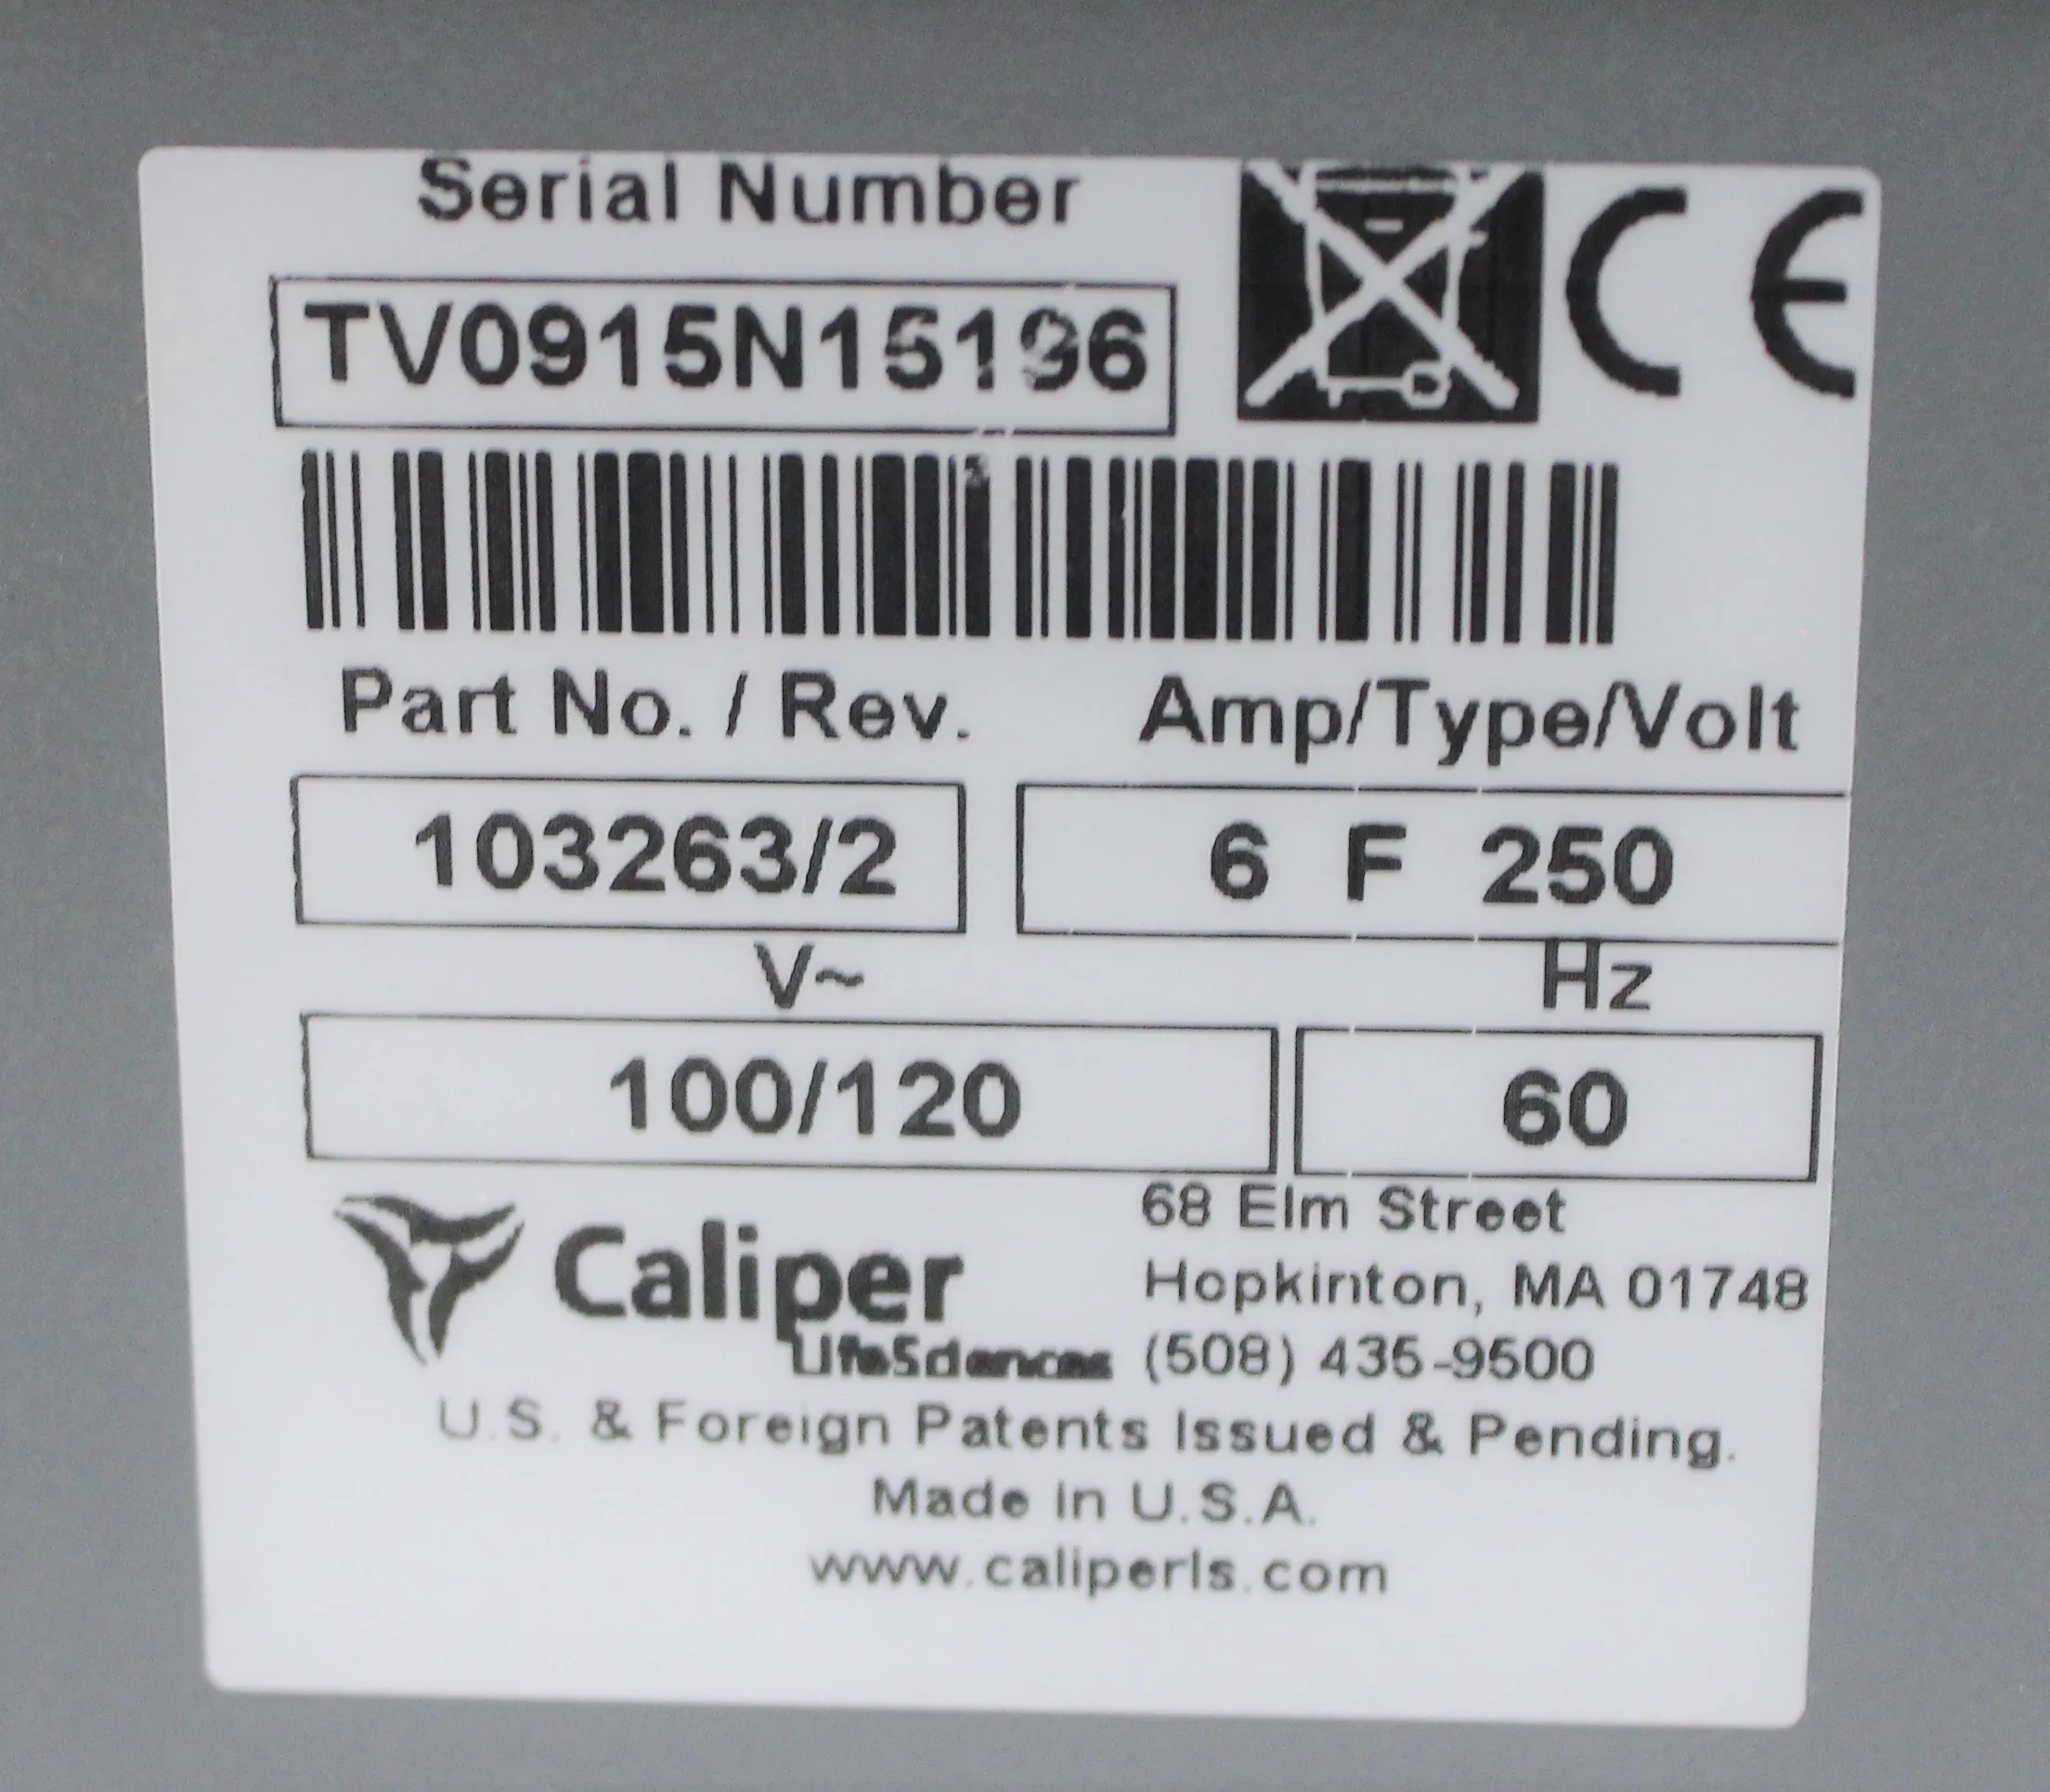 Serial Number
CE
TV0915N15196
Part No. / Rev.
Amp/Type/Volt
103263/2
6 F 250
V~
Hz
100/120
60
Caliper
LifeSciences
68 Elm Street
Hopkinton, MA 01748
(508) 435-9500
U.S. & Foreign Patents Issued & Pending.
Made in U.S.A.
www.caliperls.com